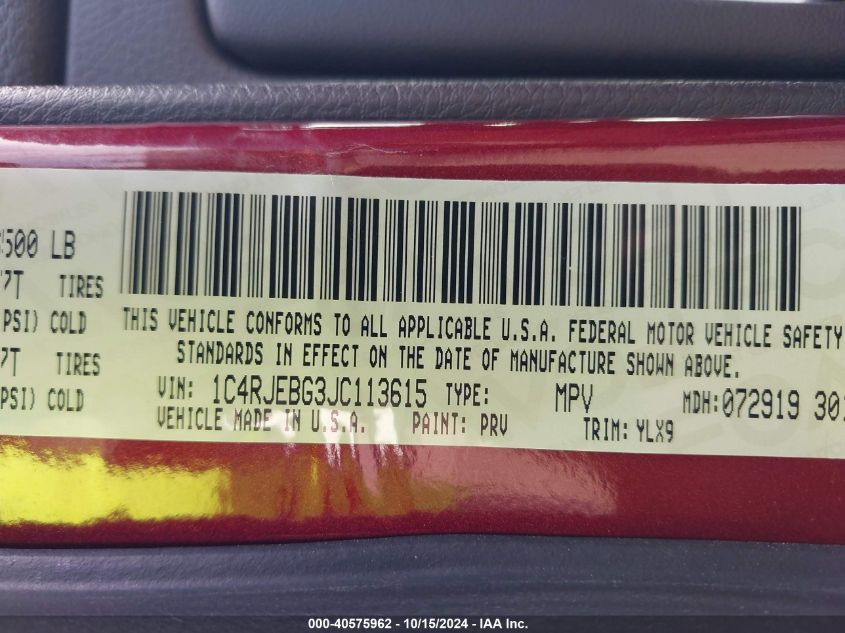 500 LB
7T TIRES
PSI) COLD
7T TIRES
PSI) COLD
THIS VEHICLE CONFORMS TO ALL APPLICABLE U.S.A. FEDERAL MOTOR VEHICLE SAFETY
STANDARDS IN EFFECT ON THE DATE OF MANUFACTURE SHOWN ABOVE.
VIN: 1C4RJEBG3JC113615 TYPE: MPV MDH:072919 301
VEHICLE MADE IN U.S.A. PAINT: PRV TRIM: YLX9
000-40575962 - 10/15/2024 - IAA Inc.